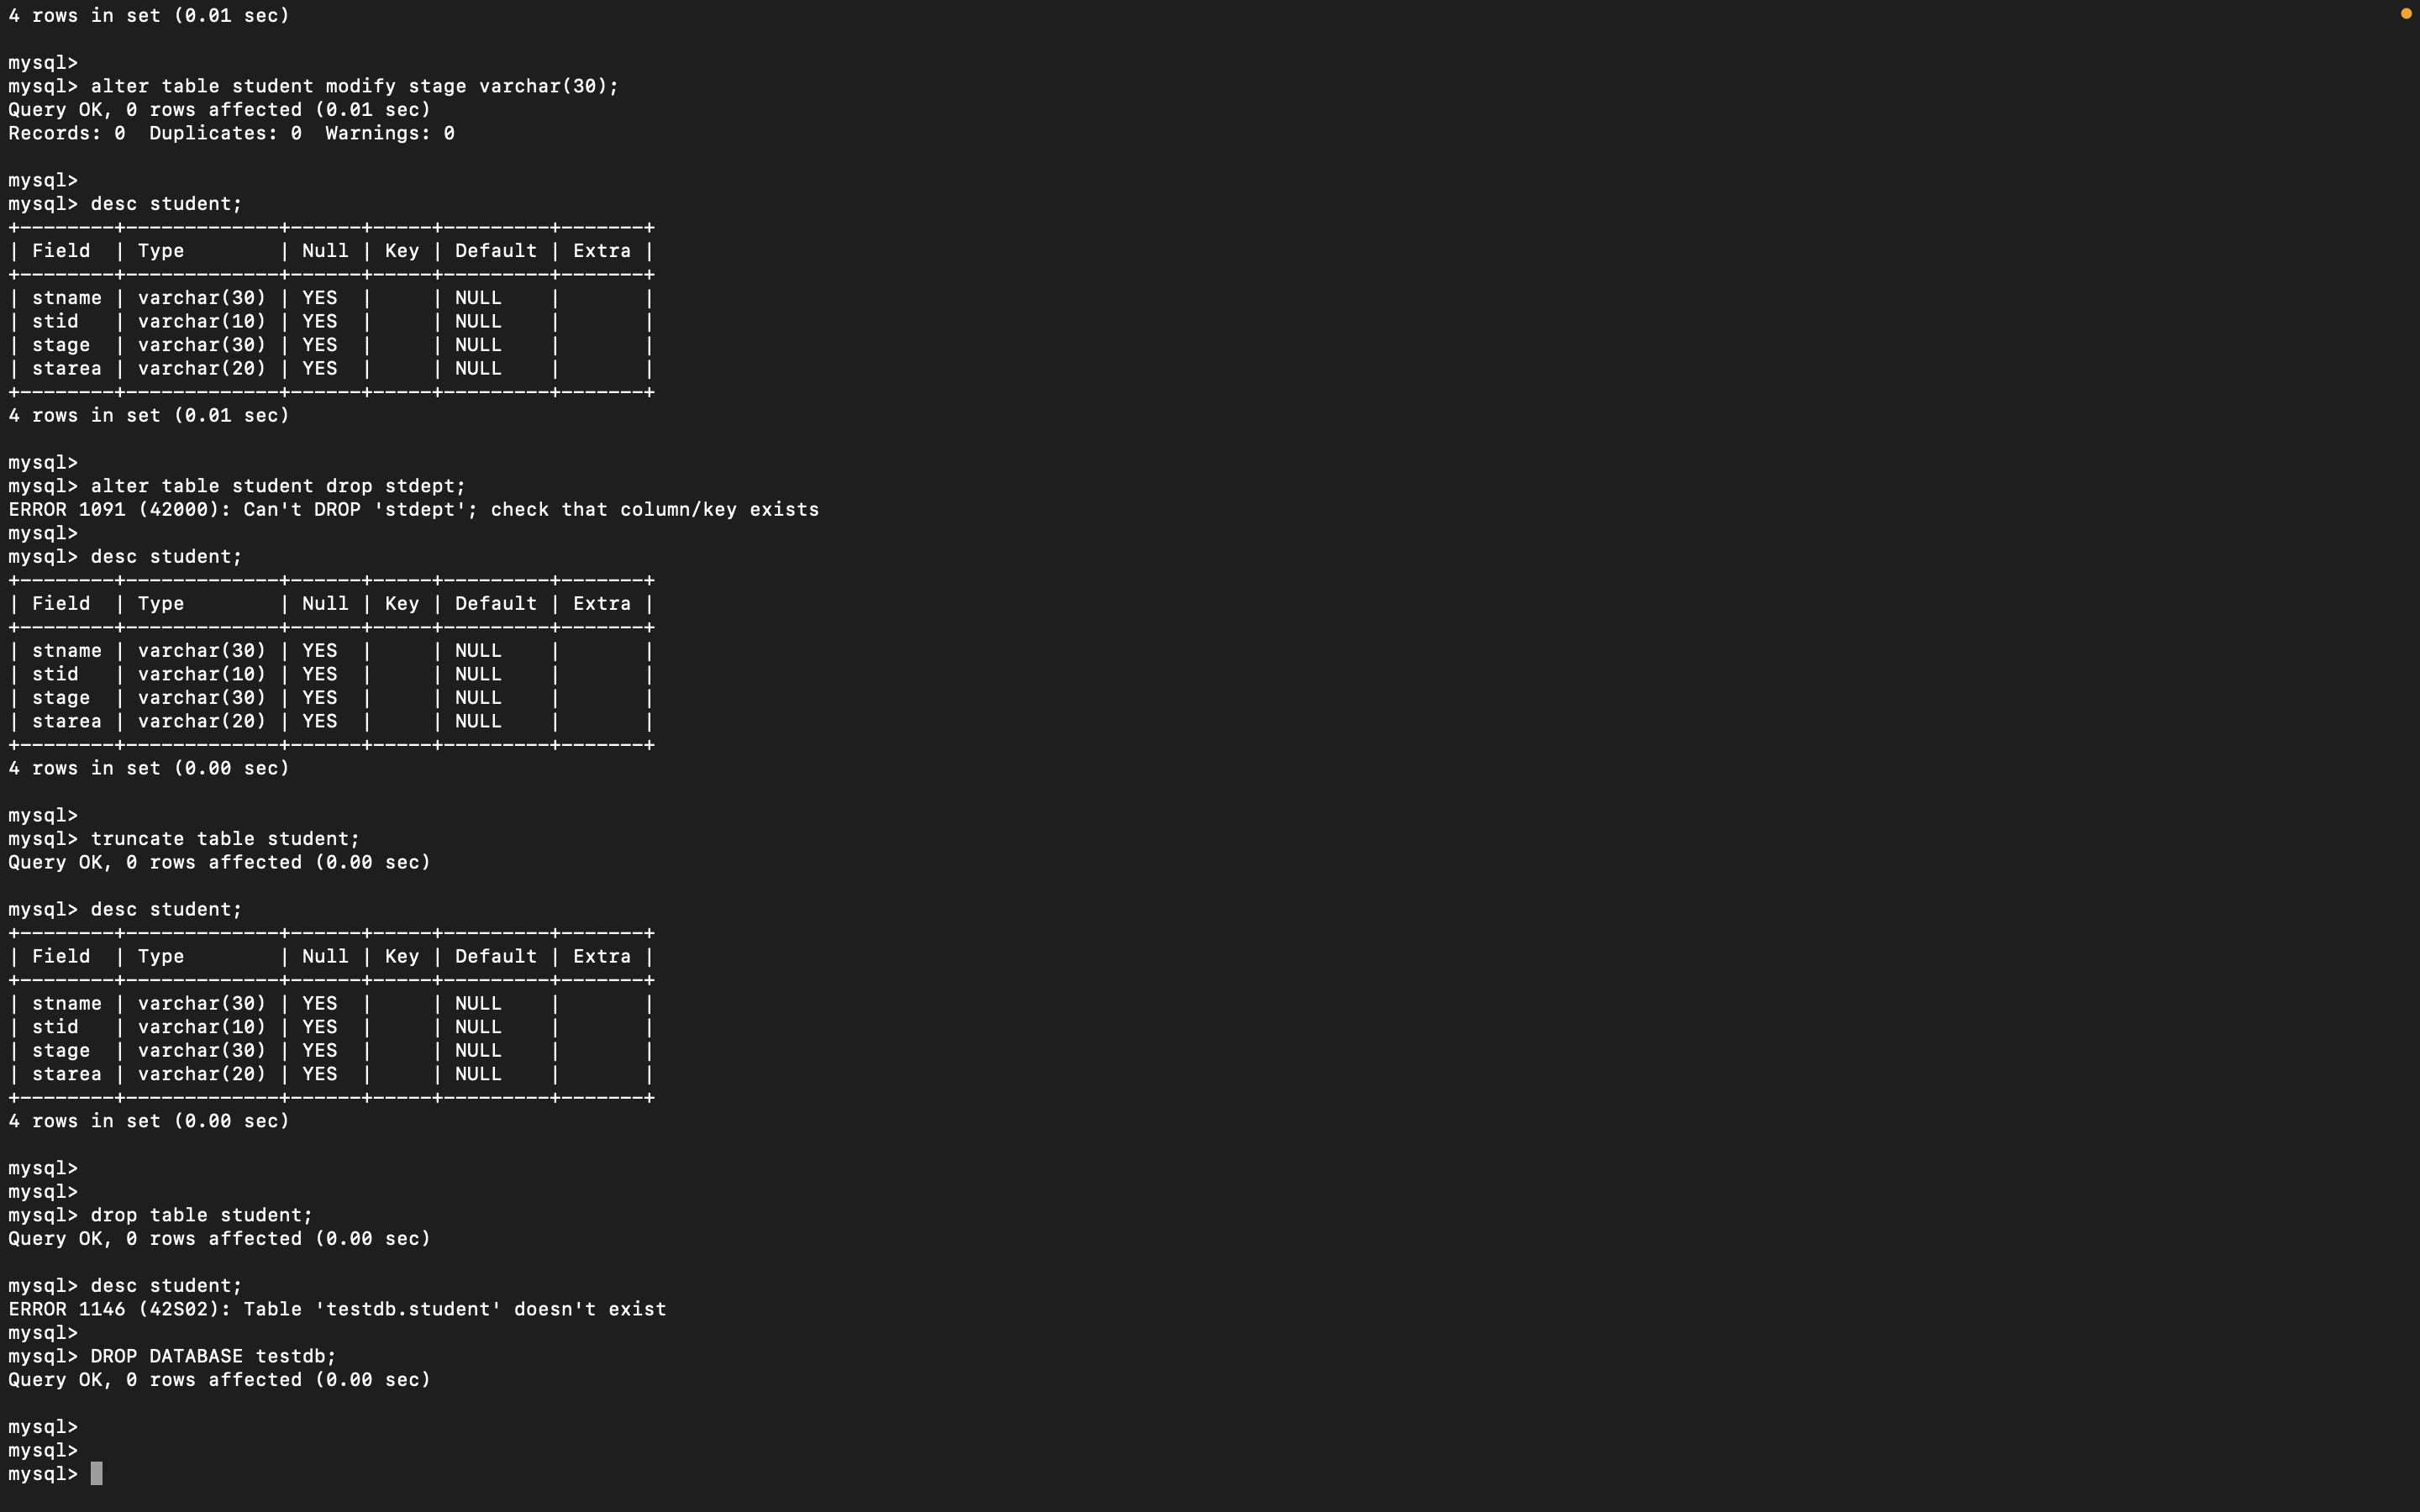 4 rows in set (0.01 sec)
mysql>
mysql> alter table student modify stage varchar(30);
Query OK, 0 rows affected (0.01 sec)
Records: 0  Duplicates: 0  Warnings: 0
mysql>
mysql> desc student;
+--------+-------------+------+-----+---------+-------+
| Field  | Type        | Null | Key | Default | Extra |
+--------+-------------+------+-----+---------+-------+
| stname | varchar(30) | YES  |     | NULL    |       |
| stid   | varchar(10) | YES  |     | NULL    |       |
| stage  | varchar(30) | YES  |     | NULL    |       |
| starea | varchar(20) | YES  |     | NULL    |       |
+--------+-------------+------+-----+---------+-------+
4 rows in set (0.01 sec)
mysql>
mysql> alter table student drop stdept;
ERROR 1091 (42000): Can't DROP 'stdept'; check that column/key exists
mysql>
mysql> desc student;
+--------+-------------+------+-----+---------+-------+
| Field  | Type        | Null | Key | Default | Extra |
+--------+-------------+------+-----+---------+-------+
| stname | varchar(30) | YES  |     | NULL    |       |
| stid   | varchar(10) | YES  |     | NULL    |       |
| stage  | varchar(30) | YES  |     | NULL    |       |
| starea | varchar(20) | YES  |     | NULL    |       |
+--------+-------------+------+-----+---------+-------+
4 rows in set (0.00 sec)
mysql>
mysql> truncate table student;
Query OK, 0 rows affected (0.00 sec)
mysql> desc student;
+--------+-------------+------+-----+---------+-------+
| Field  | Type        | Null | Key | Default | Extra |
+--------+-------------+------+-----+---------+-------+
| stname | varchar(30) | YES  |     | NULL    |       |
| stid   | varchar(10) | YES  |     | NULL    |       |
| stage  | varchar(30) | YES  |     | NULL    |       |
| starea | varchar(20) | YES  |     | NULL    |       |
+--------+-------------+------+-----+---------+-------+
4 rows in set (0.00 sec)
mysql>
mysql>
mysql> drop table student;
Query OK, 0 rows affected (0.00 sec)
mysql> desc student;
ERROR 1146 (42S02): Table 'testdb.student' doesn't exist
mysql>
mysql> DROP DATABASE testdb;
Query OK, 0 rows affected (0.00 sec)
mysql>
mysql>
mysql>